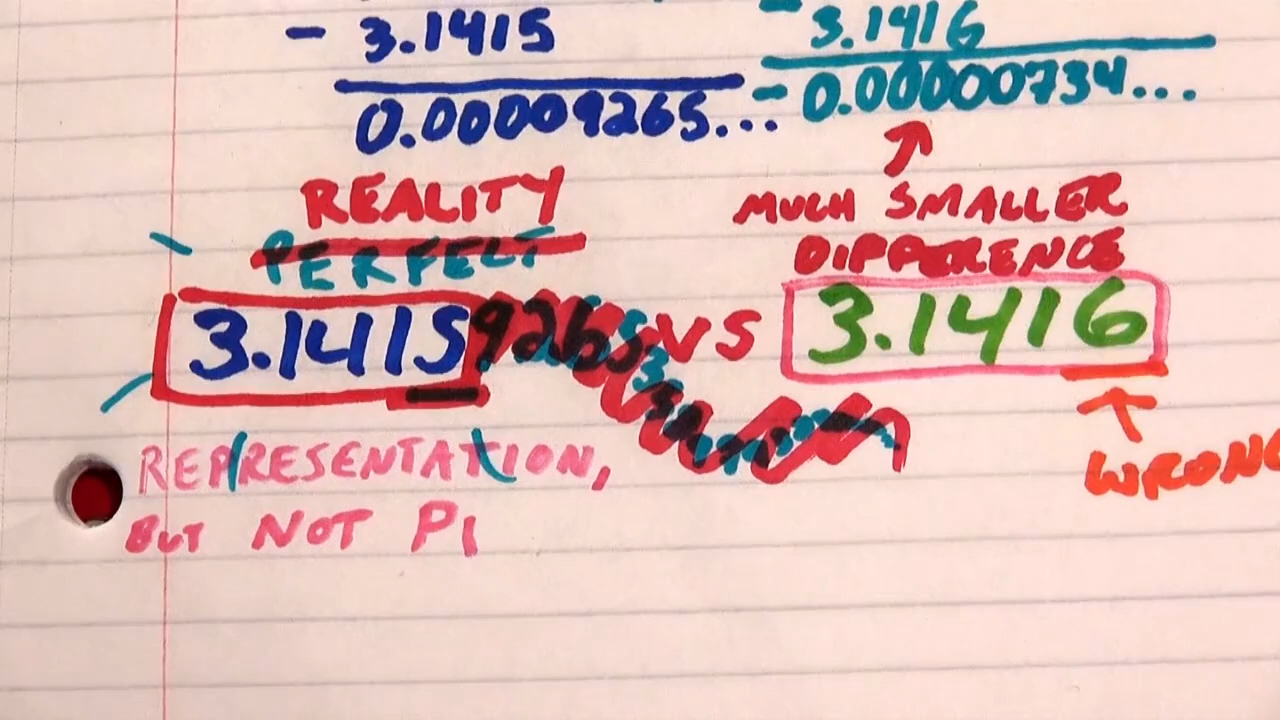 - 3.1415
0.00009265...
- 3.1416
- 0.00000734...
REALITY
PERFECT
MUCH SMALLER
DIFFERENCE
3.14159265 VS 3.1416
REPRESENTATION,
BUT NOT PI
WRONG